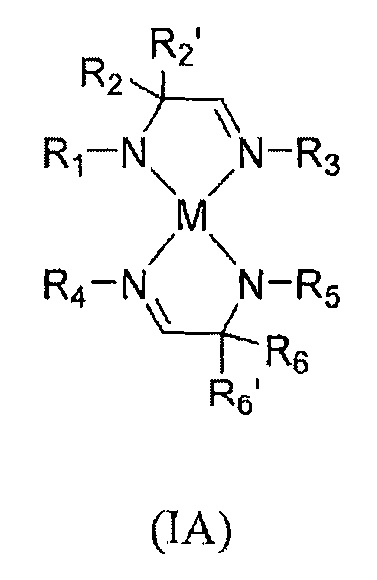 R₂'
R₂
R₁–N N–R₃
M
R₄–N N–R₅
R₆
R₆'
(IA)